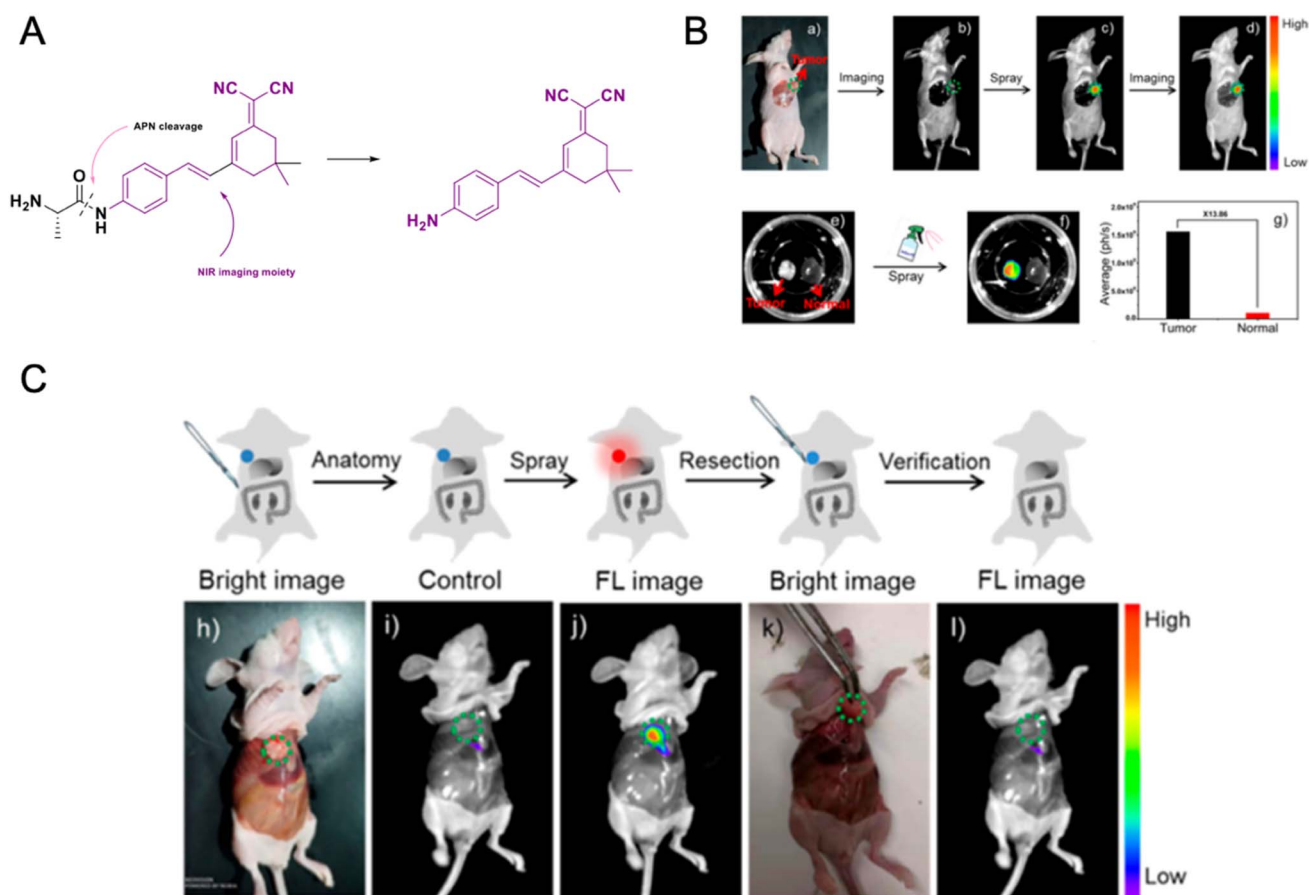 A
NC CN
APN cleavage
O
H₂N
N
H
NIR imaging moiety
NC CN
H₂N
B
a)
Tumor
Imaging
b)
Spray
c)
Imaging
d)
High
Low
e)
Tumor
Normal
Spray
f)
g)
Average (ph/s)
X13.86
0.0
Tumor
Normal
C
Anatomy
Spray
Resection
Verification
Bright image
Control
FL image
Bright image
FL image
h)
i)
j)
k)
l)
High
Low